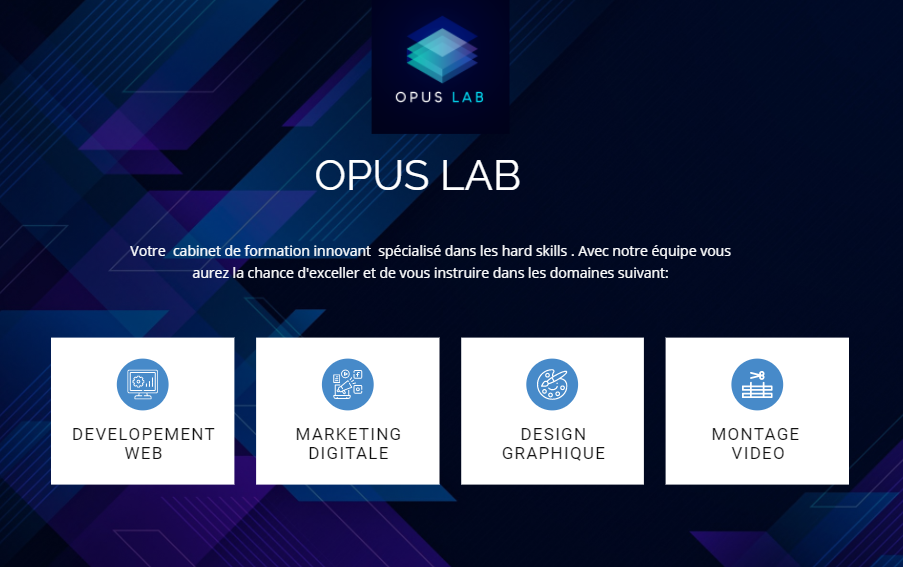 OPUS LAB
OPUS LAB
Votre cabinet de formation innovant spécialisé dans les hard skills . Avec notre équipe vous
aurez la chance d'exceller et de vous instruire dans les domaines suivant:
DEVELOPEMENT
WEB
MARKETING
DIGITALE
DESIGN
GRAPHIQUE
MONTAGE
VIDEO